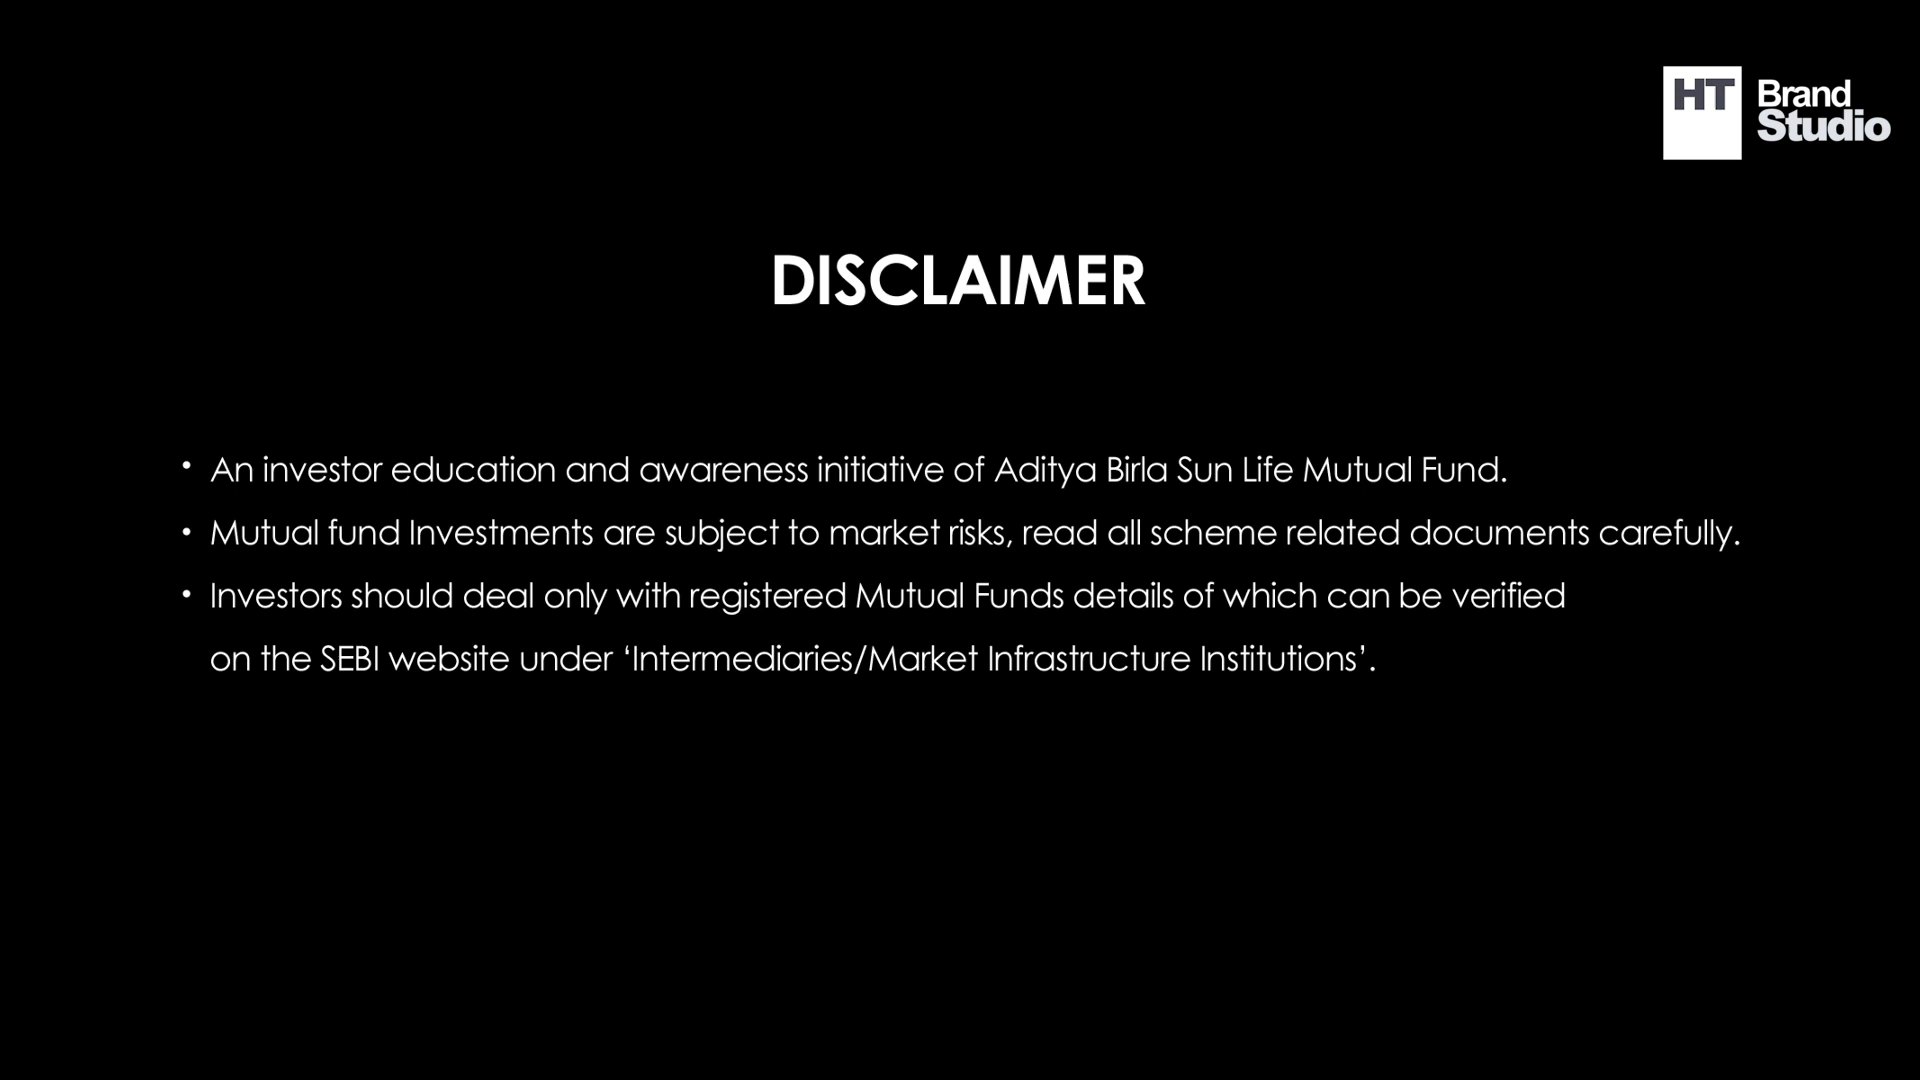 HT Brand
Studio
DISCLAIMER
• An investor education and awareness initiative of Aditya Birla Sun Life Mutual Fund.
• Mutual fund Investments are subject to market risks, read all scheme related documents carefully.
• Investors should deal only with registered Mutual Funds details of which can be verified
on the SEBI website under ‘Intermediaries/Market Infrastructure Institutions’.